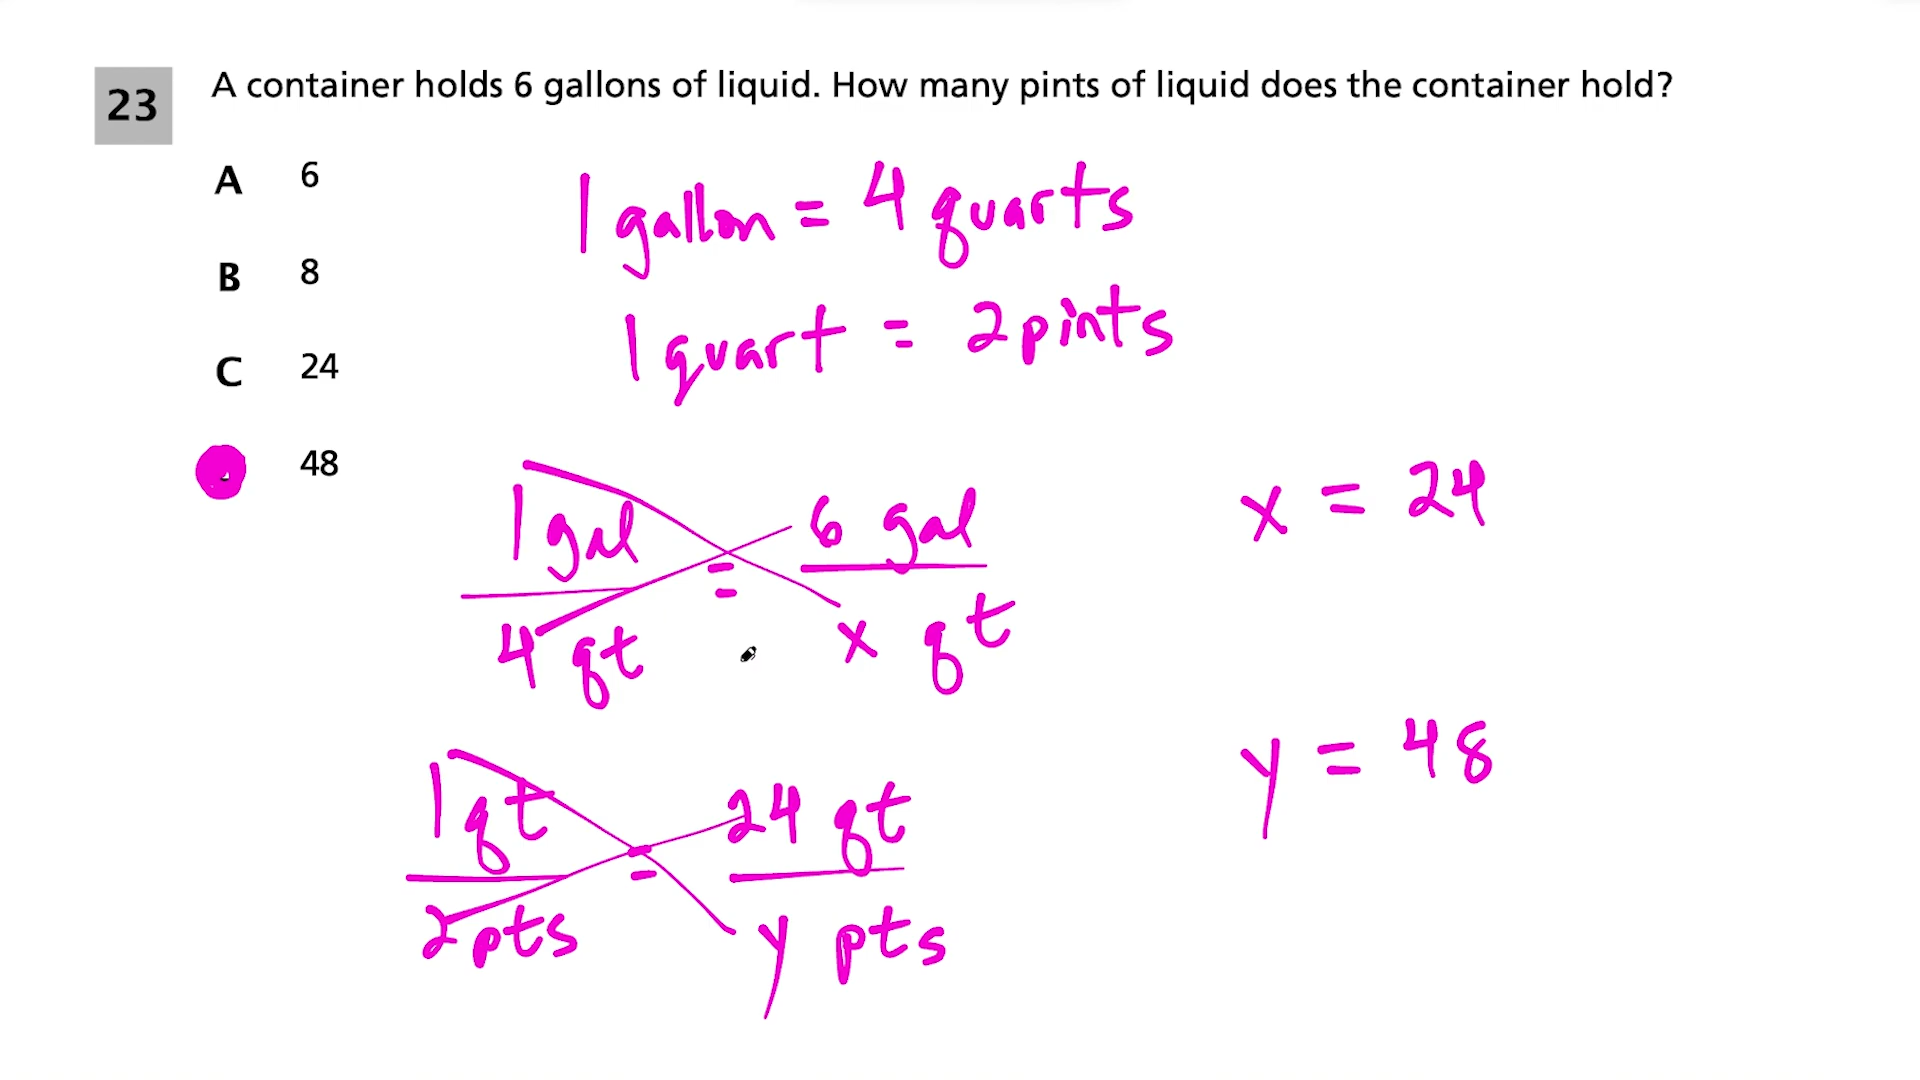 23 A container holds 6 gallons of liquid. How many pints of liquid does the container hold?
A 6
B 8
C 24
48
1 gallon = 4 quarts
1 quart = 2 pints
1 gal = 6 gal
4 qt x qt
x = 24
1 qt = 24 qt
2 pts y pts
y = 48